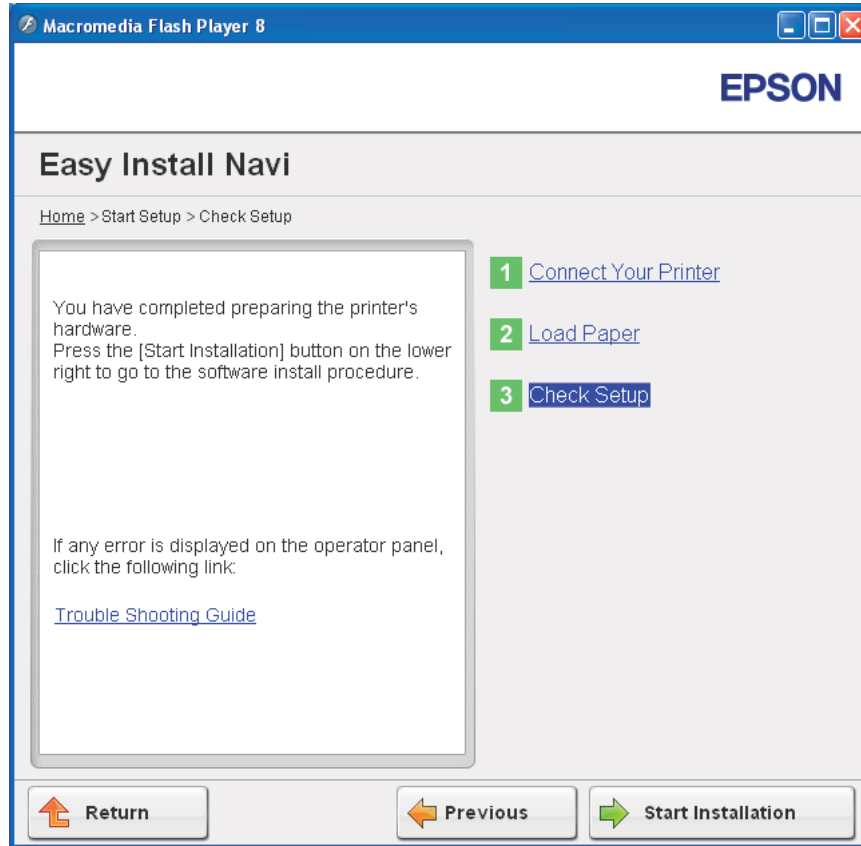 Macromedia Flash Player 8
EPSON
Easy Install Navi
Home > Start Setup > Check Setup
You have completed preparing the printer's
hardware.
Press the [Start Installation] button on the lower
right to go to the software install procedure.
If any error is displayed on the operator panel,
click the following link:
Trouble Shooting Guide
1 Connect Your Printer
2 Load Paper
3 Check Setup
Return
Previous
Start Installation